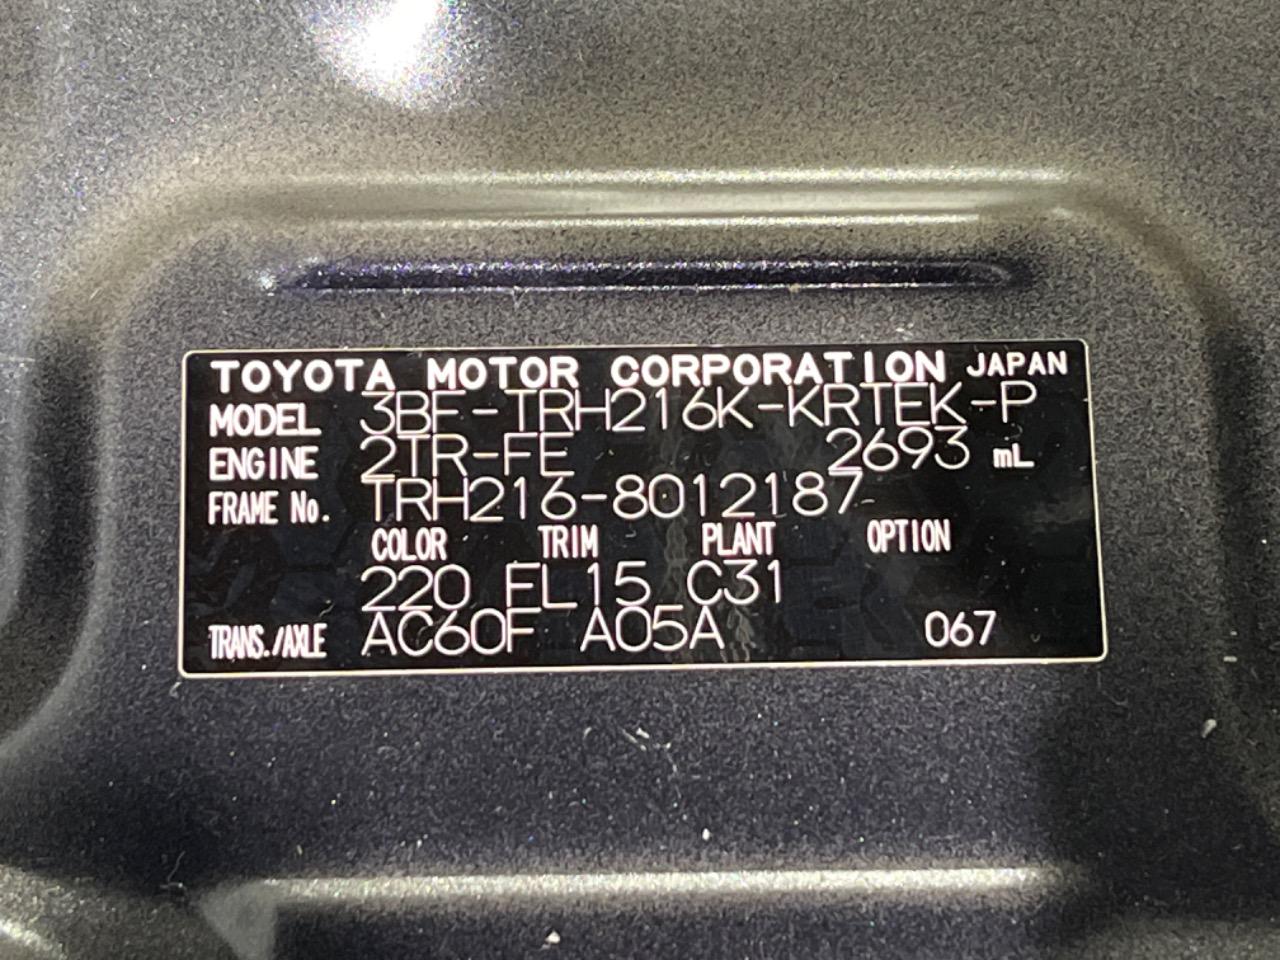 TOYOTA MOTOR CORPORATION JAPAN
MODEL 3BF-TRH216K-KRTEK-P
ENGINE 2TR-FE 2693 mL
FRAME No. TRH216-8012187
COLOR TRIM PLANT OPTION
220 FL15 C31
TRANS./AXLE AC60F A05A 067